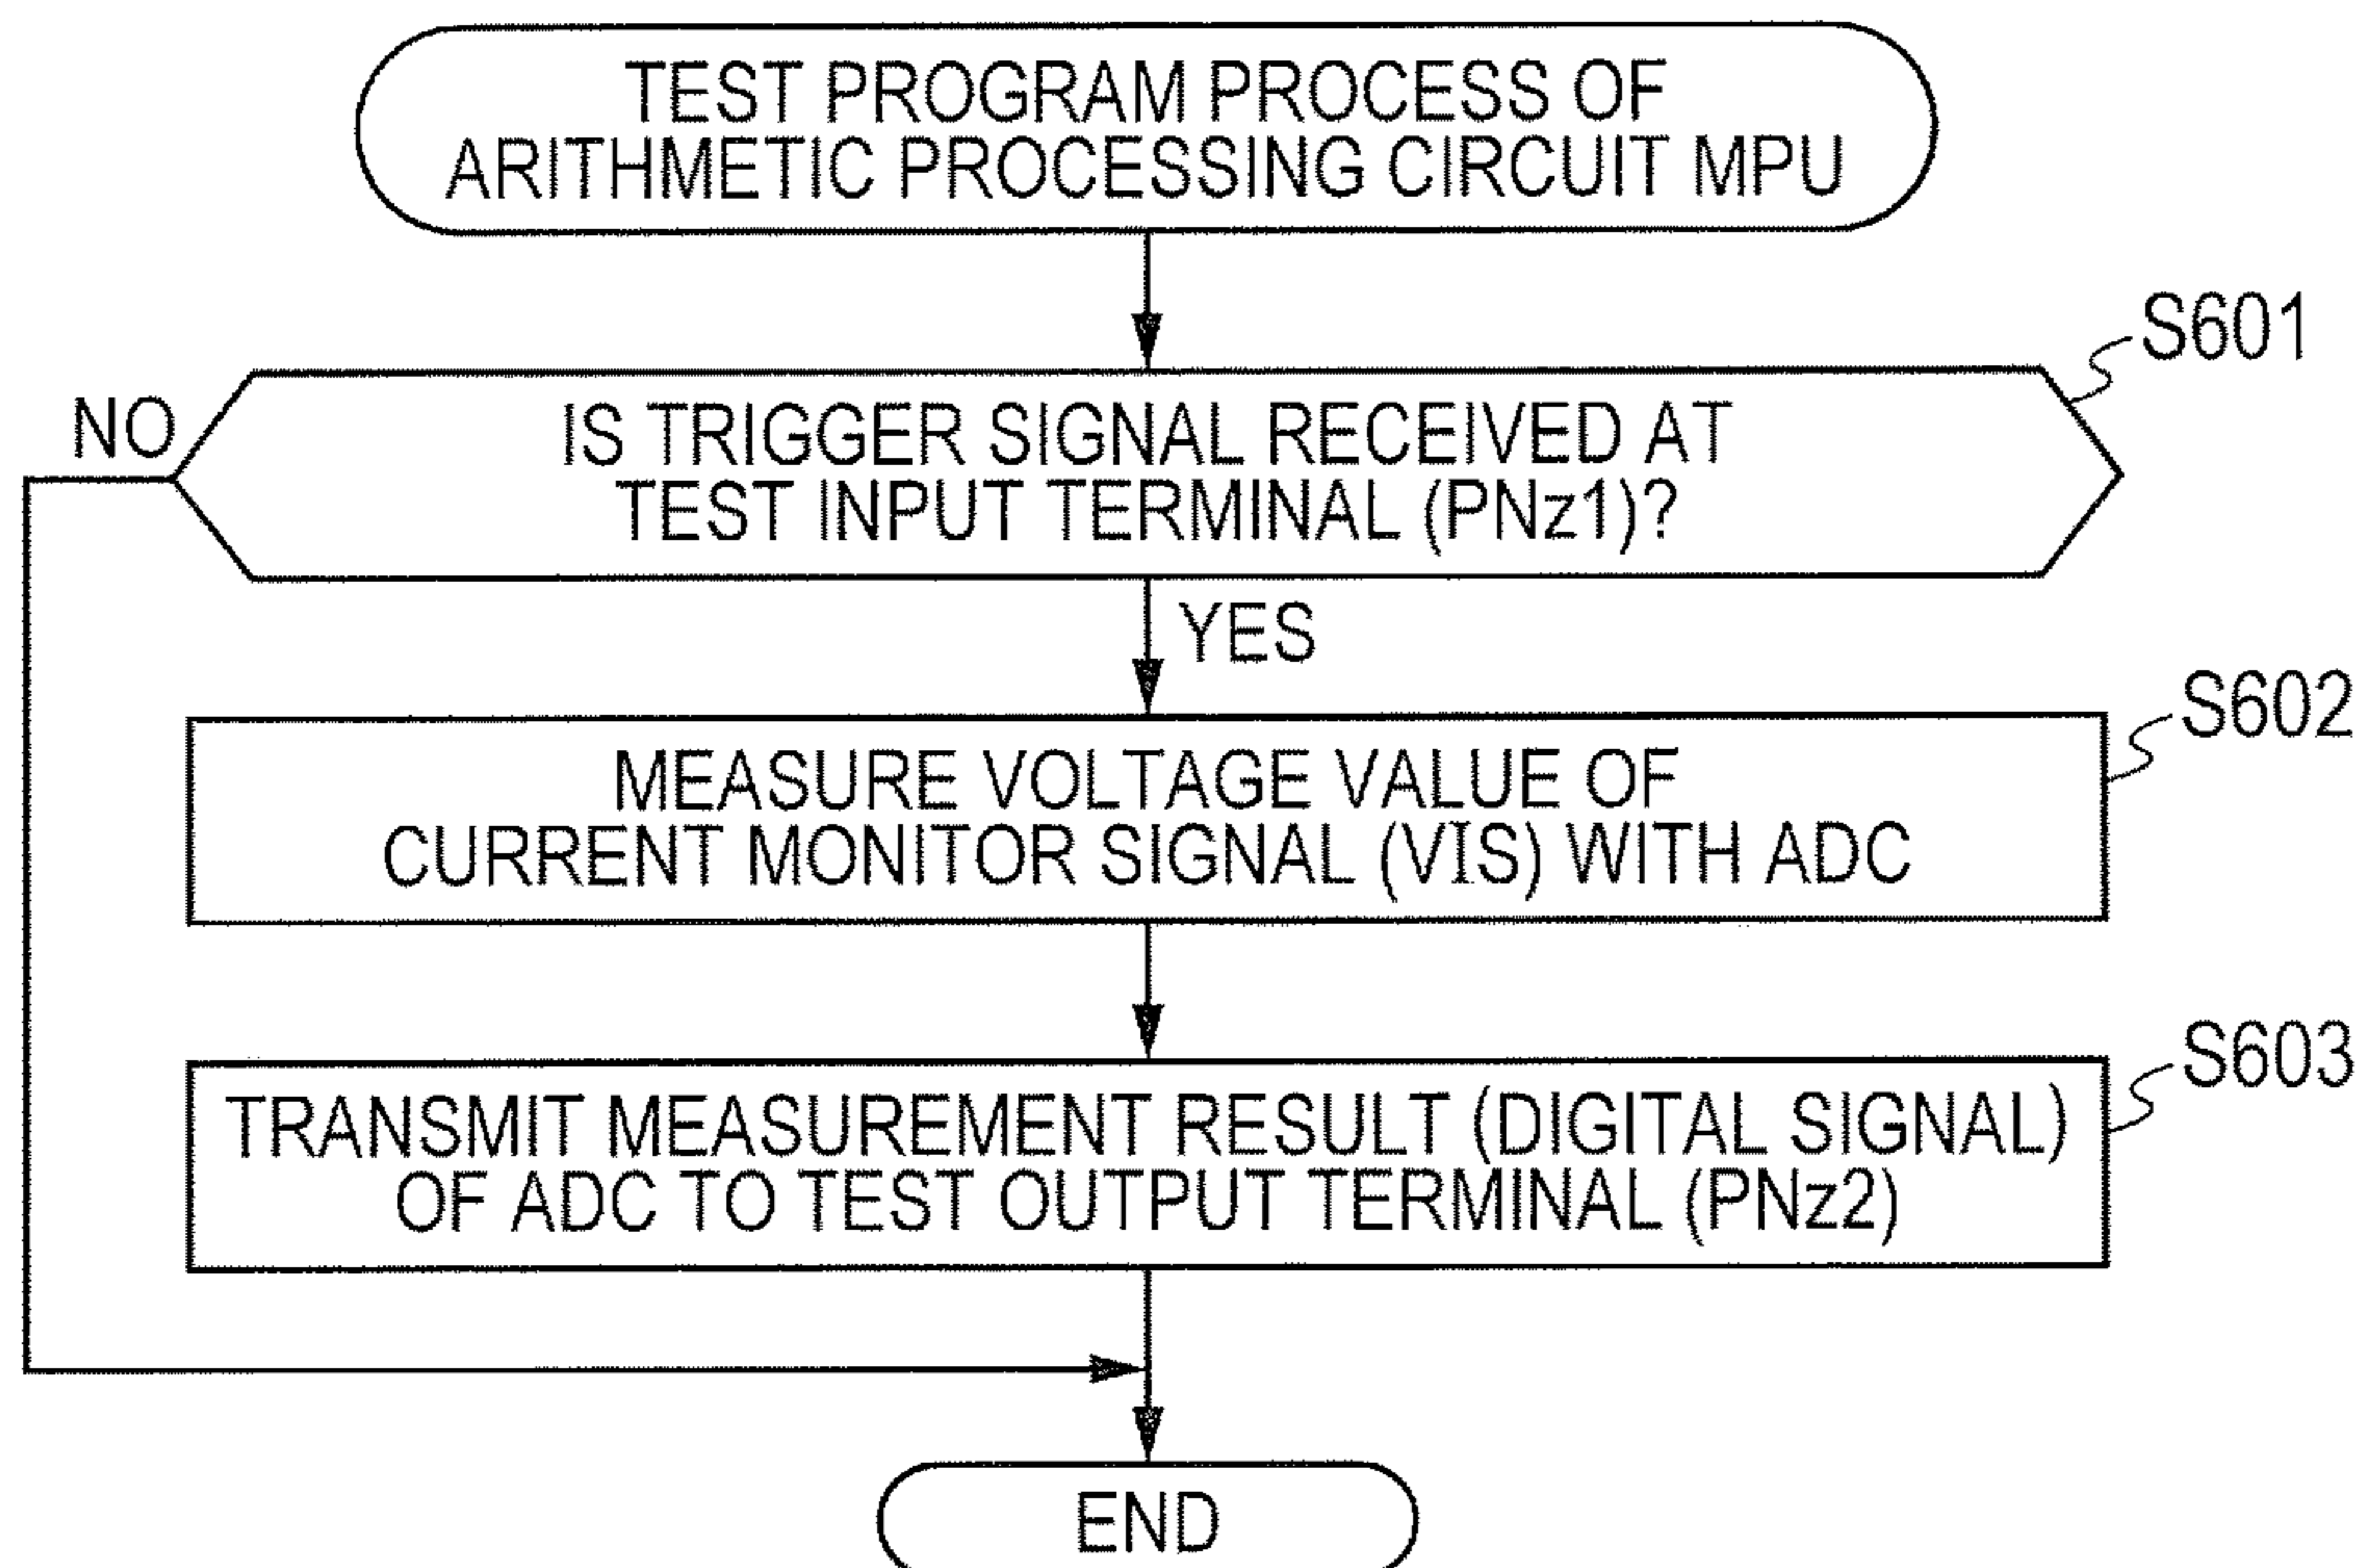 TEST PROGRAM PROCESS OF
ARITHMETIC PROCESSING CIRCUIT MPU
S601
NO
IS TRIGGER SIGNAL RECEIVED AT
TEST INPUT TERMINAL (PNz1)?
YES
S602
MEASURE VOLTAGE VALUE OF
CURRENT MONITOR SIGNAL (VIS) WITH ADC
S603
TRANSMIT MEASUREMENT RESULT (DIGITAL SIGNAL)
OF ADC TO TEST OUTPUT TERMINAL (PNz2)
END